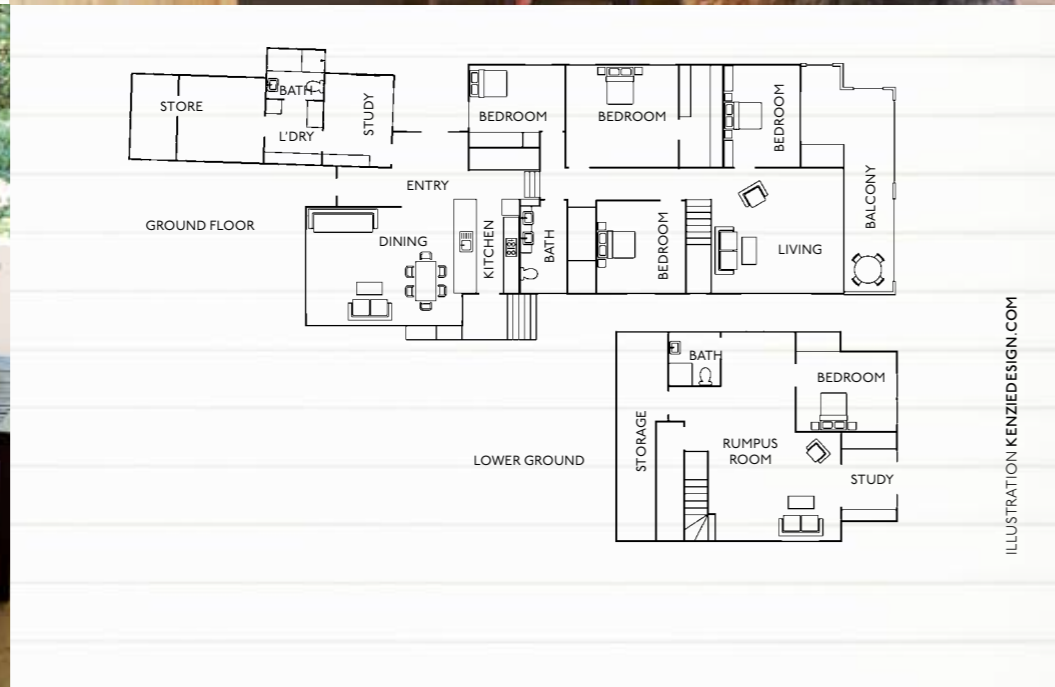 STORE
BATH
L'DRY
STUDY
BEDROOM
BEDROOM
BEDROOM
ENTRY
GROUND FLOOR
DINING
KITCHEN
BATH
BEDROOM
LIVING
BALCONY
BATH
BEDROOM
STORAGE
RUMPUS
ROOM
LOWER GROUND
STUDY
ILLUSTRATION KENZIEDESIGN.COM